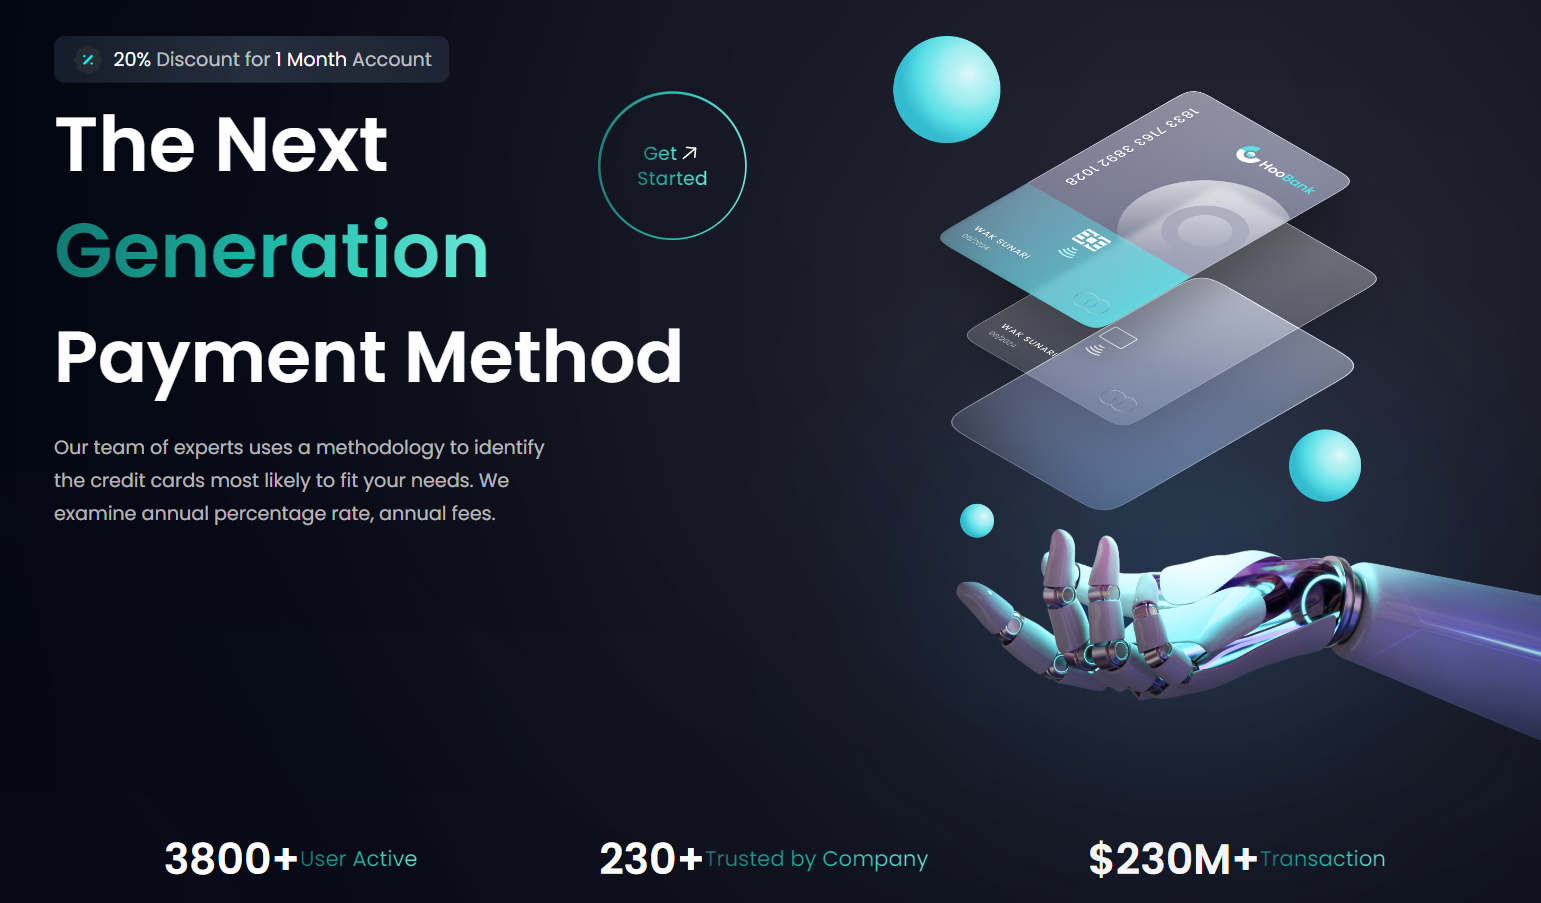 20% Discount for 1 Month Account
The Next
Generation
Payment Method
Get
Started
Our team of experts uses a methodology to identify
the credit cards most likely to fit your needs. We
examine annual percentage rate, annual fees.
1833 7163 3892 1028
HooBank
WAK SUNARI
08/2024
WAK SUNARI
08/2024
3800+ User Active
230+ Trusted by Company
$230M+ Transaction